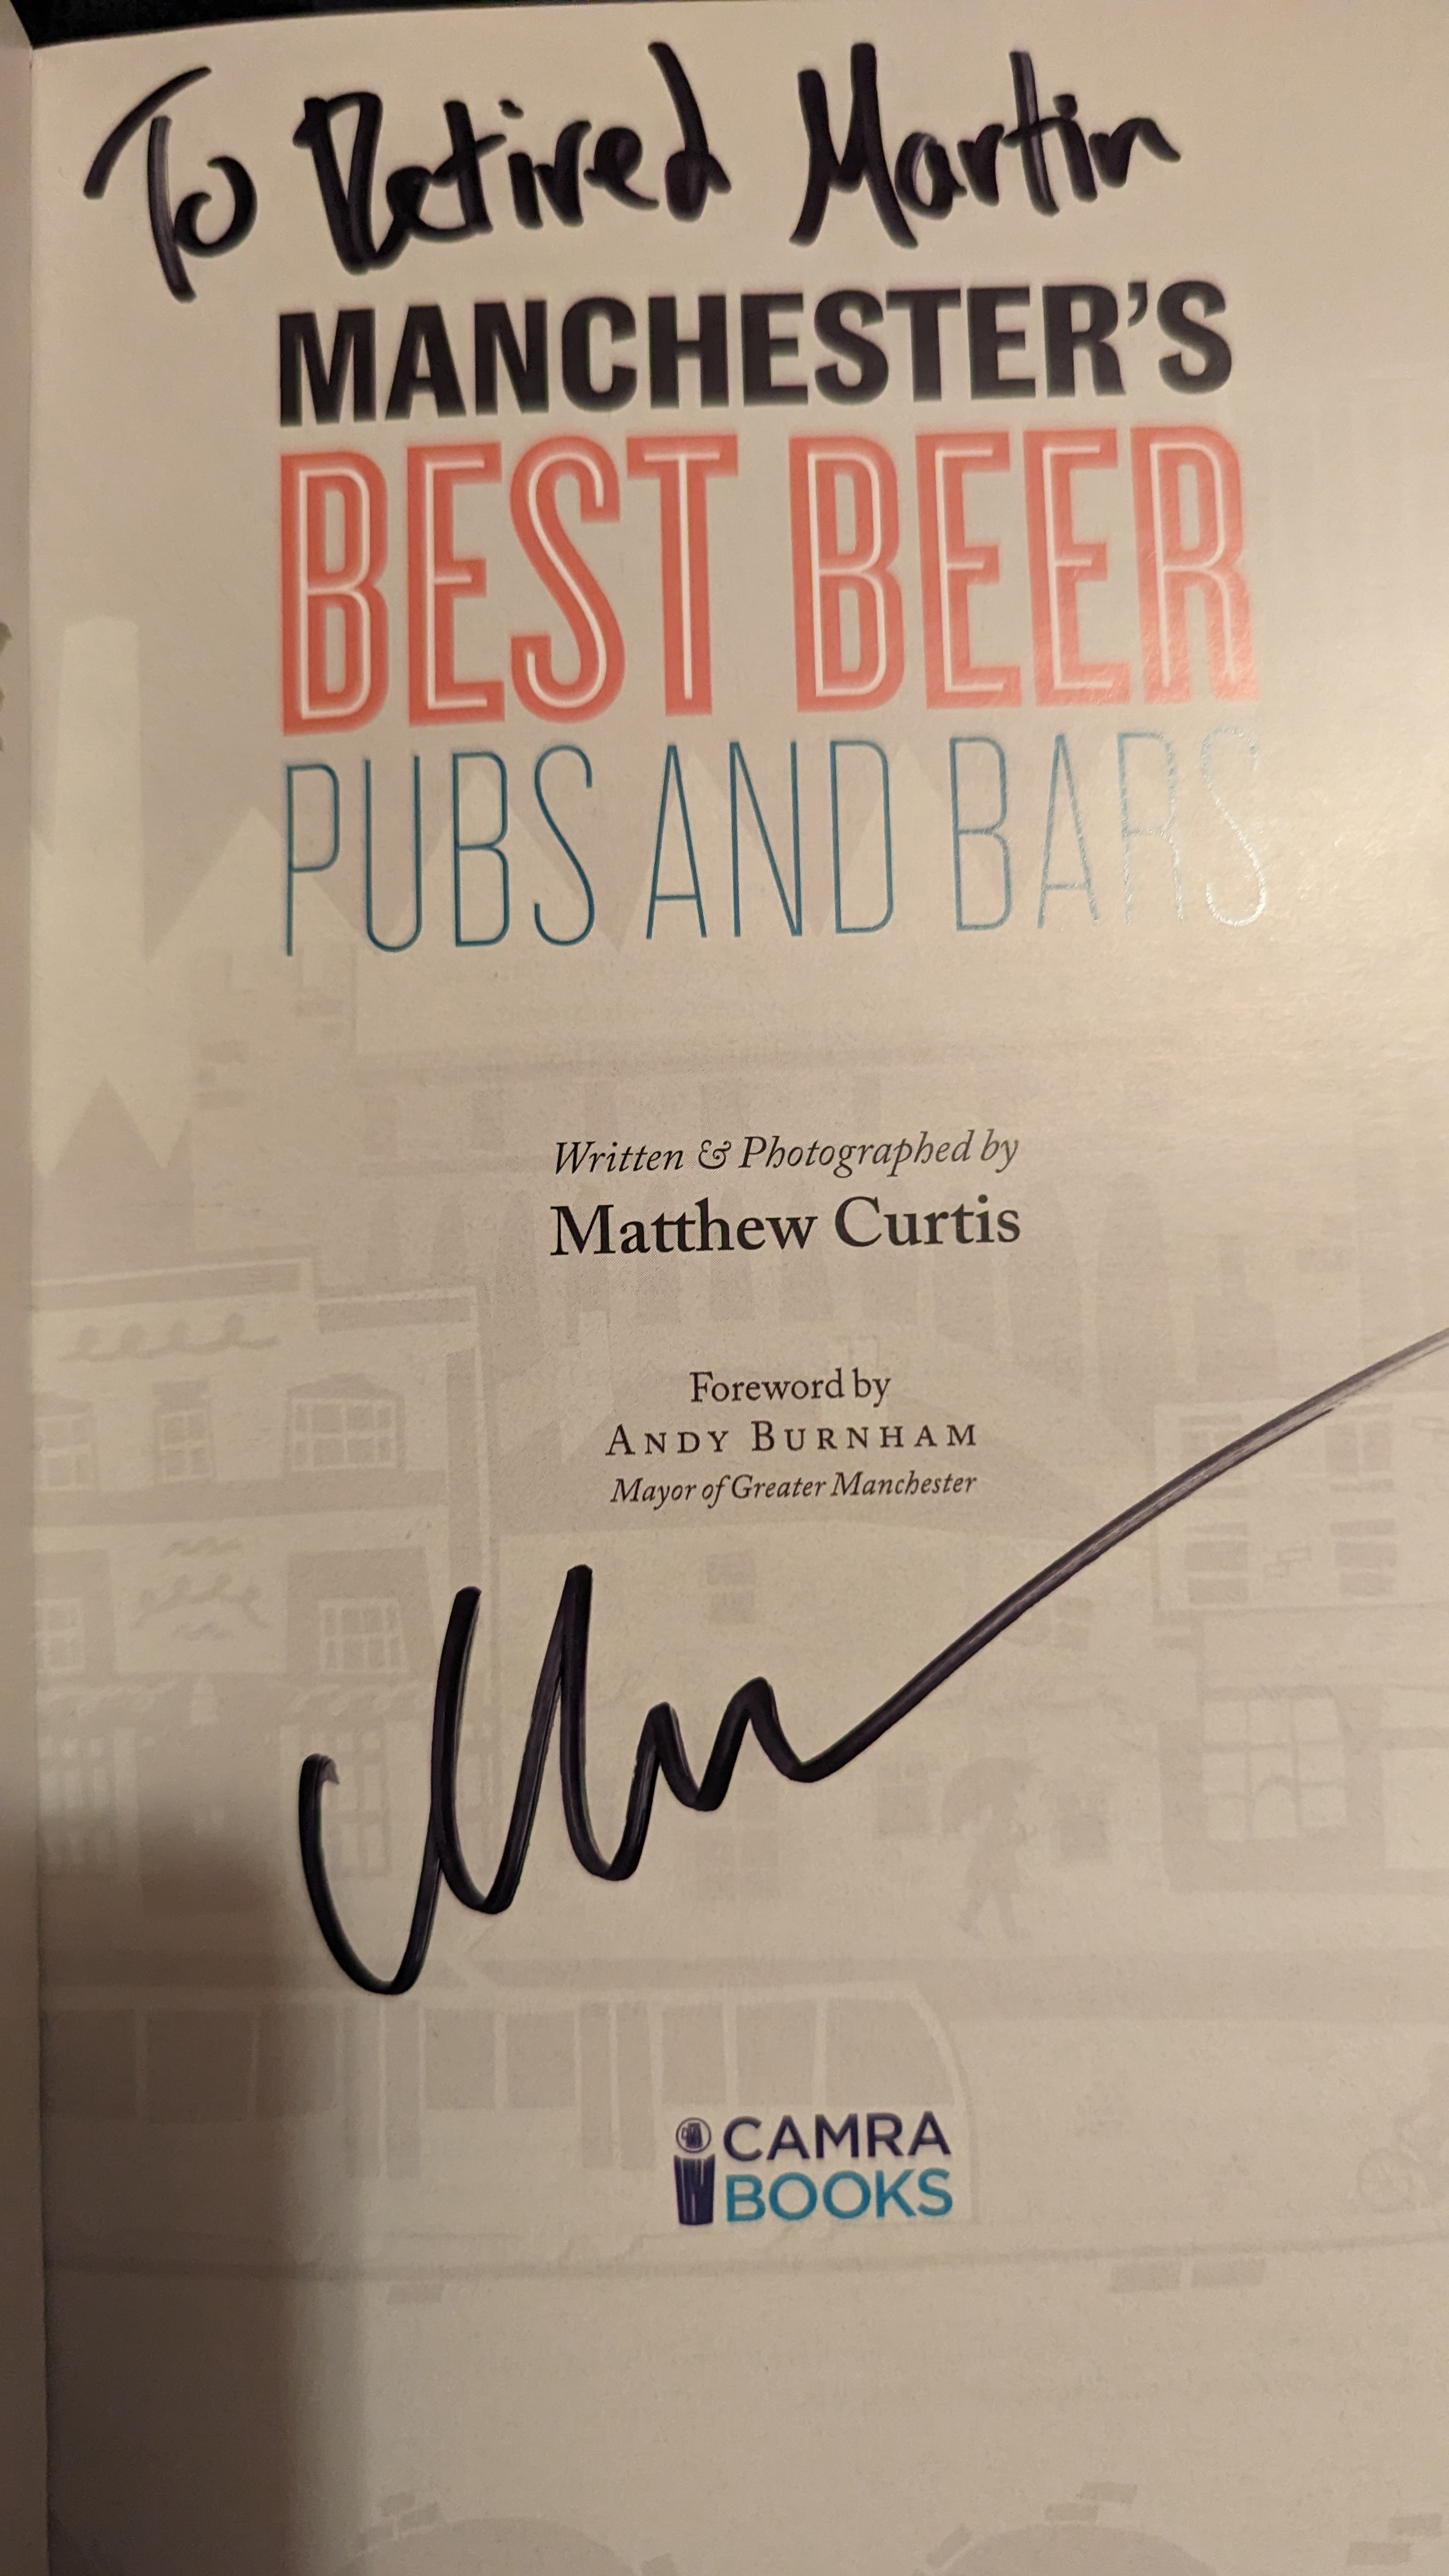 To Retired Martin
MANCHESTER'S
BEST BEER
PUBS AND BARS
Written & Photographed by
Matthew Curtis
Foreword by
ANDY BURNHAM
Mayor of Greater Manchester
CAMRA
BOOKS